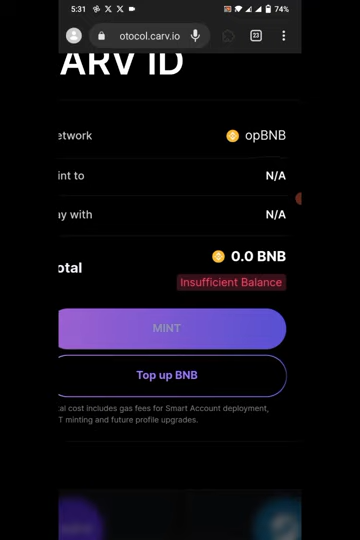 5:31
74%
otocol.carv.io
23
ARV ID
etwork
opBNB
int to
N/A
ay with
N/A
otal
0.0 BNB
Insufficient Balance
MINT
Top up BNB
tal cost includes gas fees for Smart Account deployment,
T minting and future profile upgrades.